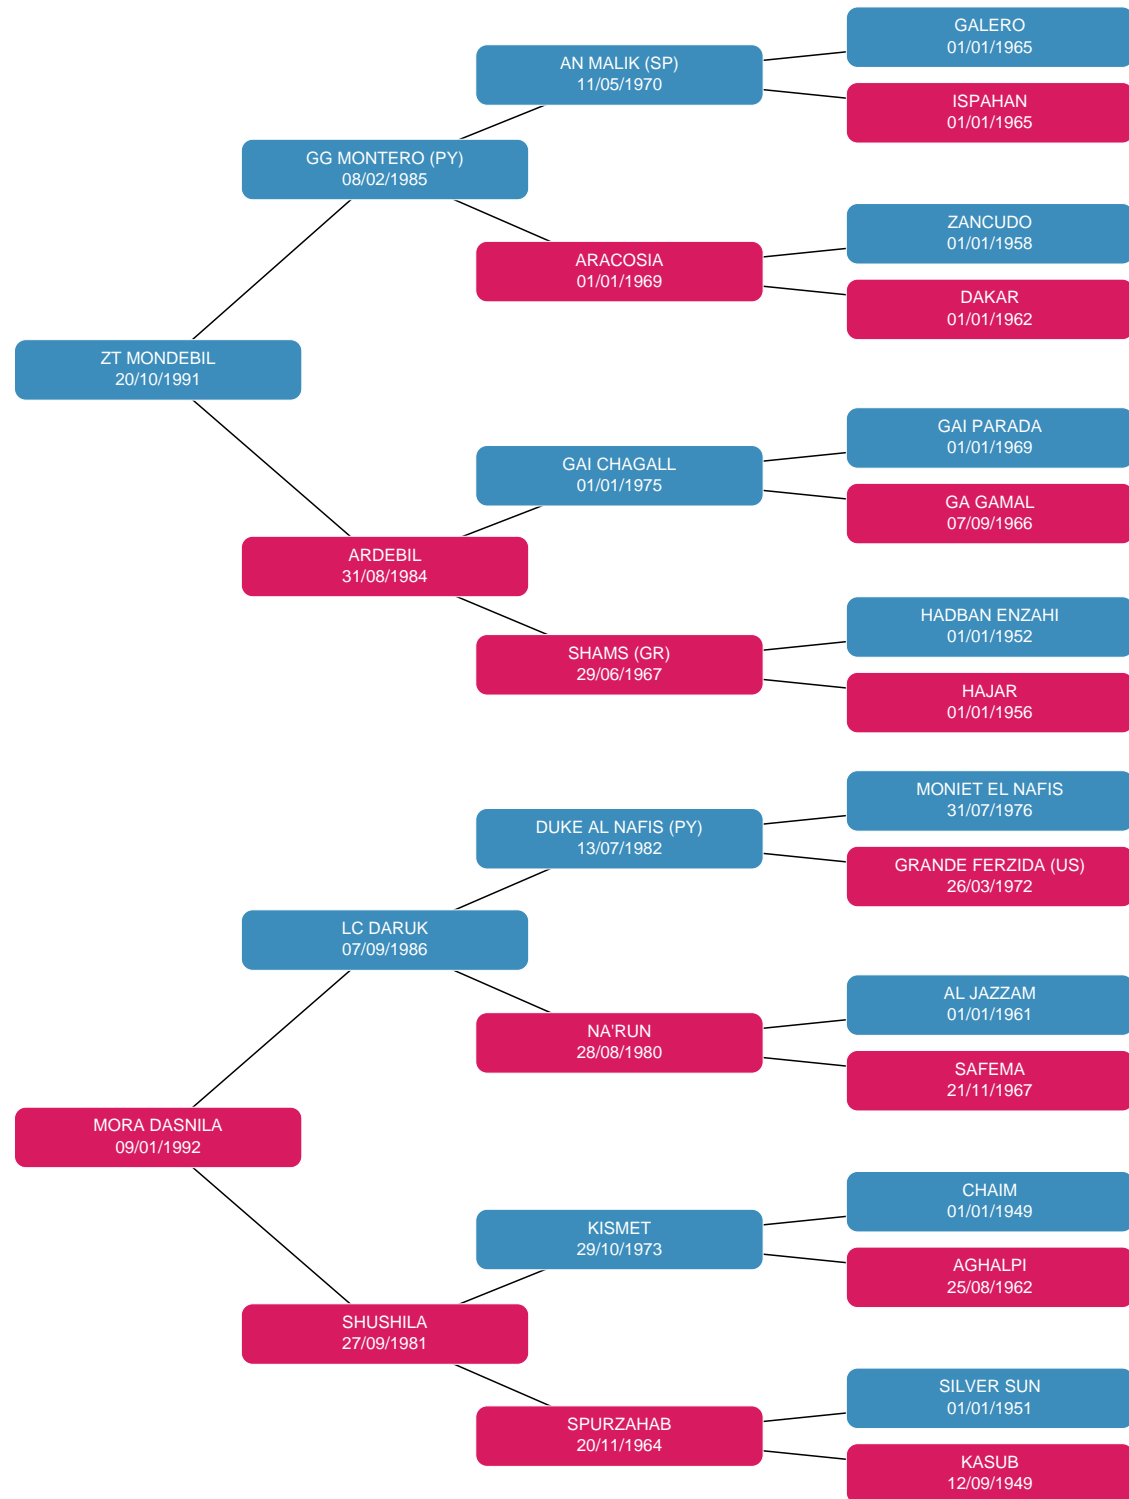 GALERO
01/01/1965
AN MALIK (SP)
11/05/1970
ISPAHAN
01/01/1965
GG MONTERO (PY)
08/02/1985
ZANCUDO
01/01/1958
ARACOSIA
01/01/1969
DAKAR
01/01/1962
ZT MONDEBIL
20/10/1991
GAI PARADA
01/01/1969
GAI CHAGALL
01/01/1975
GA GAMAL
07/09/1966
ARDEBIL
31/08/1984
HADBAN ENZAHI
01/01/1952
SHAMS (GR)
29/06/1967
HAJAR
01/01/1956
MONIET EL NAFIS
31/07/1976
DUKE AL NAFIS (PY)
13/07/1982
GRANDE FERZIDA (US)
26/03/1972
LC DARUK
07/09/1986
AL JAZZAM
01/01/1961
NA'RUN
28/08/1980
SAFEMA
21/11/1967
MORA DASNILA
09/01/1992
CHAIM
01/01/1949
KISMET
29/10/1973
AGHALPI
25/08/1962
SHUSHILA
27/09/1981
SILVER SUN
01/01/1951
SPURZAHAB
20/11/1964
KASUB
12/09/1949